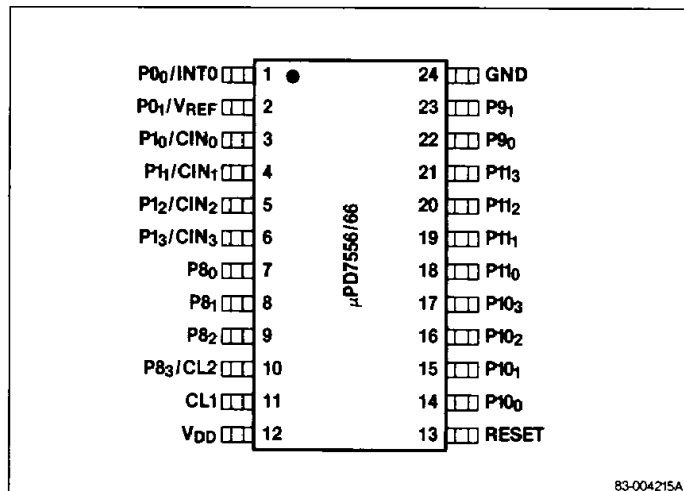 P0₀/INT0 1 24 GND
P0₁/VREF 2 23 P9₁
P1₀/CIN₀ 3 22 P9₀
P1₁/CIN₁ 4 21 P11₃
P1₂/CIN₂ 5 20 P11₂
P1₃/CIN₃ 6 19 P11₁
P8₀ 7 18 P11₀
P8₁ 8 17 P10₃
P8₂ 9 16 P10₂
P8₃/CL2 10 15 P10₁
CL1 11 14 P10₀
VDD 12 13 RESET
μPD7556/66
83-004215A